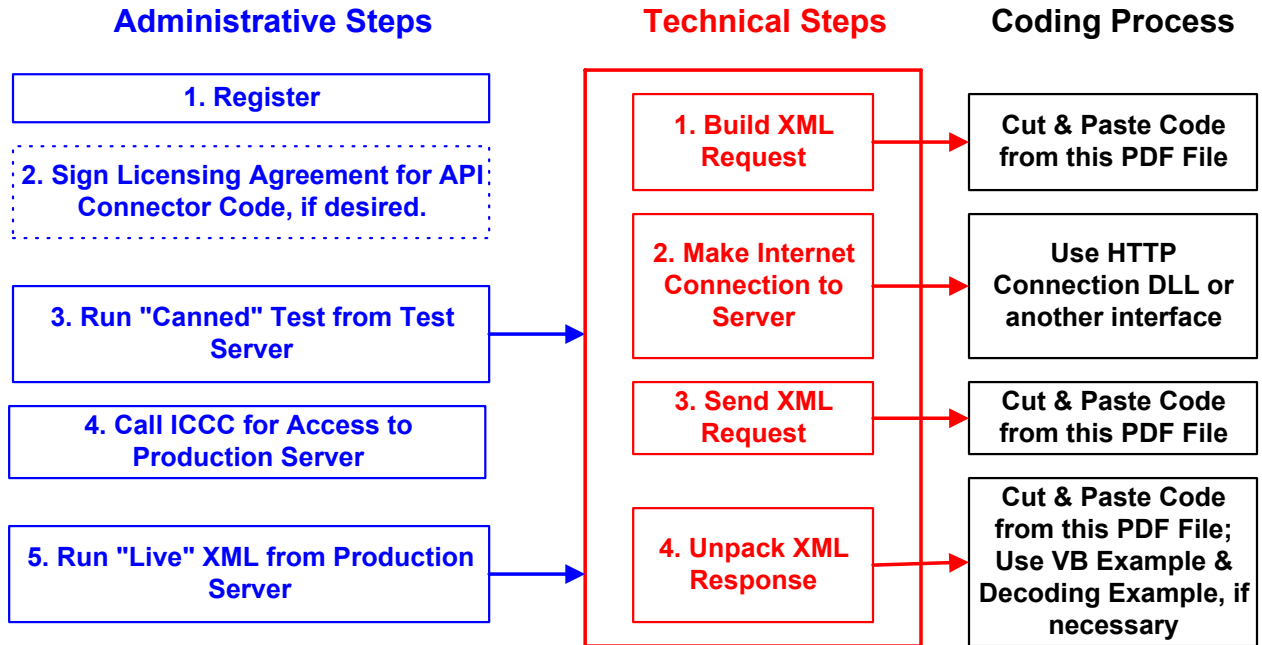 Administrative Steps
Technical Steps
Coding Process
1. Register
2. Sign Licensing Agreement for API
Connector Code, if desired.
3. Run "Canned" Test from Test
Server
4. Call ICCC for Access to
Production Server
5. Run "Live" XML from Production
Server
1. Build XML
Request
2. Make Internet
Connection to
Server
3. Send XML
Request
4. Unpack XML
Response
Cut & Paste Code
from this PDF File
Use HTTP
Connection DLL or
another interface
Cut & Paste Code
from this PDF File
Cut & Paste Code
from this PDF File;
Use VB Example &
Decoding Example, if
necessary